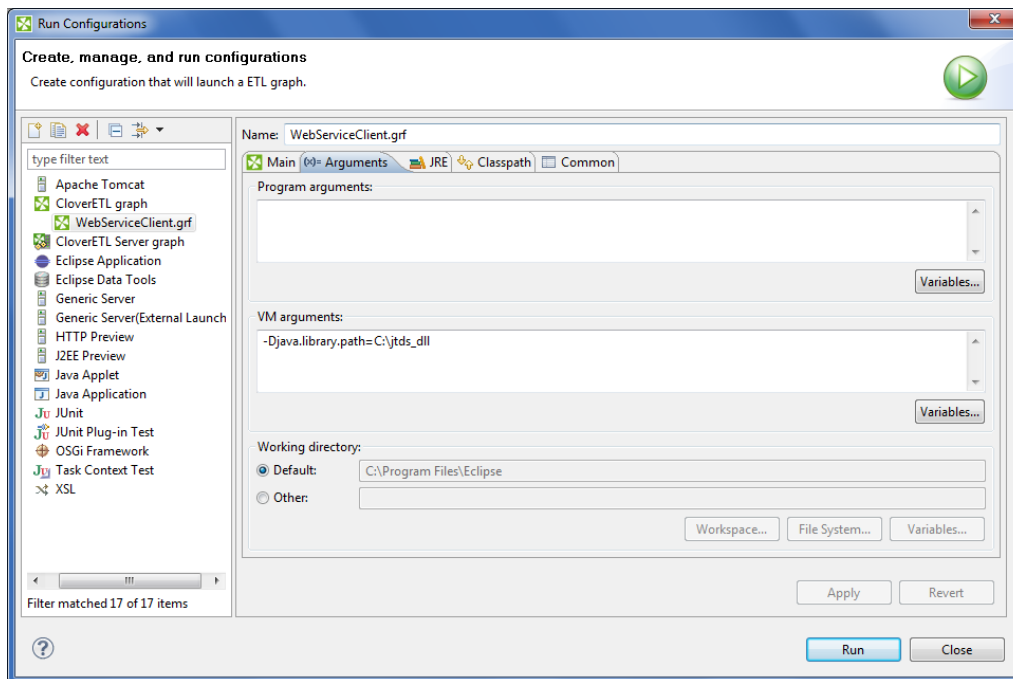 Run Configurations
Create, manage, and run configurations
Create configuration that will launch a ETL graph.
type filter text
Apache Tomcat
CloverETL graph
WebServiceClient.grf
CloverETL Server graph
Eclipse Application
Eclipse Data Tools
Generic Server
Generic Server(External Launch
HTTP Preview
J2EE Preview
Java Applet
Java Application
JUnit
JUnit Plug-in Test
OSGi Framework
Task Context Test
XSL
Filter matched 17 of 17 items
Name: WebServiceClient.grf
Main (x)= Arguments JRE Classpath Common
Program arguments:
Variables...
VM arguments:
-Djava.library.path=C:\jtds_dll
Variables...
Working directory:
Default: C:\Program Files\Eclipse
Other:
Workspace... File System... Variables...
Apply Revert
Run Close